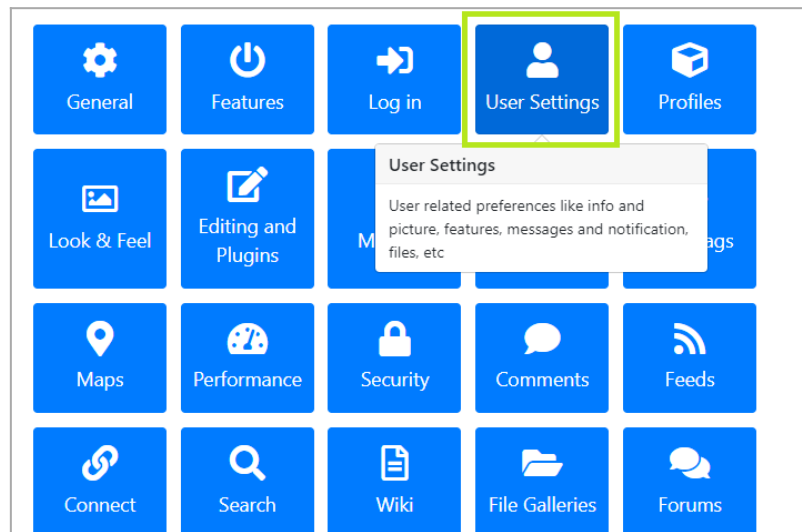 General
Features
Log in
User Settings
Profiles
User Settings
User related preferences like info and
picture, features, messages and notification,
files, etc
Look & Feel
Editing and
Plugins
Maps
Performance
Security
Comments
Feeds
Connect
Search
Wiki
File Galleries
Forums